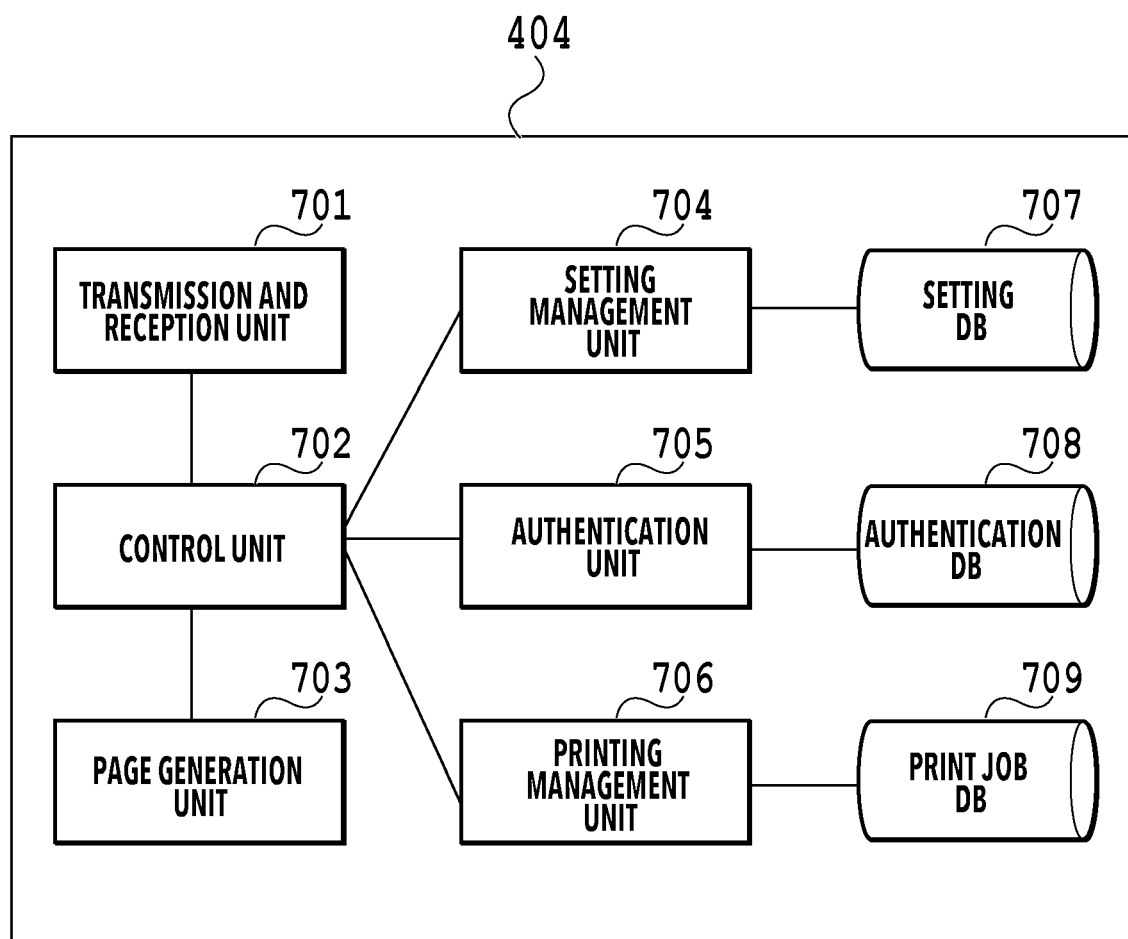 404
701
TRANSMISSION AND
RECEPTION UNIT
704
SETTING
MANAGEMENT
UNIT
707
SETTING
DB
702
CONTROL UNIT
705
AUTHENTICATION
UNIT
708
AUTHENTICATION
DB
703
PAGE GENERATION
UNIT
706
PRINTING
MANAGEMENT
UNIT
709
PRINT JOB
DB